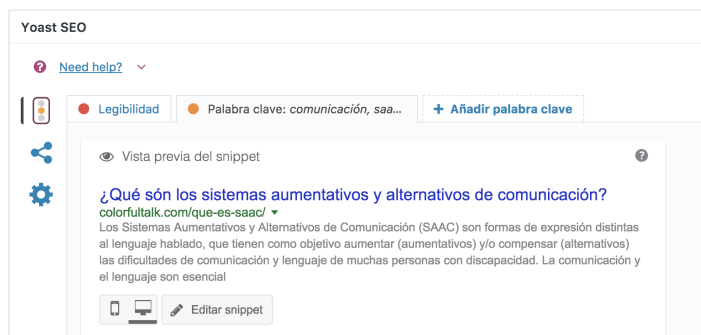 Yoast SEO
Need help?
Legibilidad
Palabra clave: comunicación, saa...
+ Añadir palabra clave
Vista previa del snippet
¿Qué són los sistemas aumentativos y alternativos de comunicación?
colorfultalk.com/que-es-saac/
Los Sistemas Aumentativos y Alternativos de Comunicación (SAAC) son formas de expresión distintas
al lenguaje hablado, que tienen como objetivo aumentar (aumentativos) y/o compensar (alternativos)
las dificultades de comunicación y lenguaje de muchas personas con discapacidad. La comunicación y
el lenguaje son esencial
Editar snippet